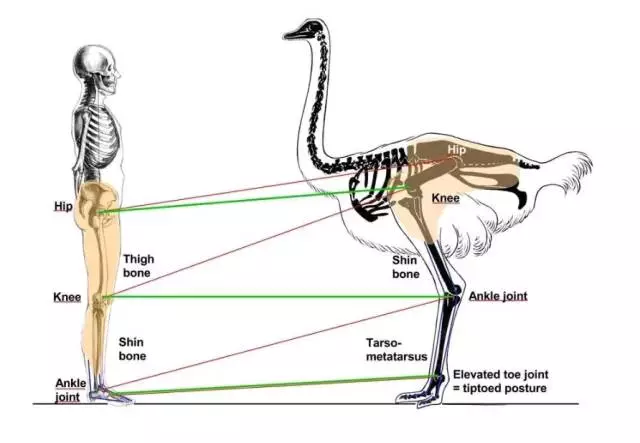 Hip
Knee
Hip
Thigh
bone
Shin
bone
Knee
Ankle joint
Shin
bone
Tarso-
metatarsus
Ankle
joint
Elevated toe joint
= tiptoed posture